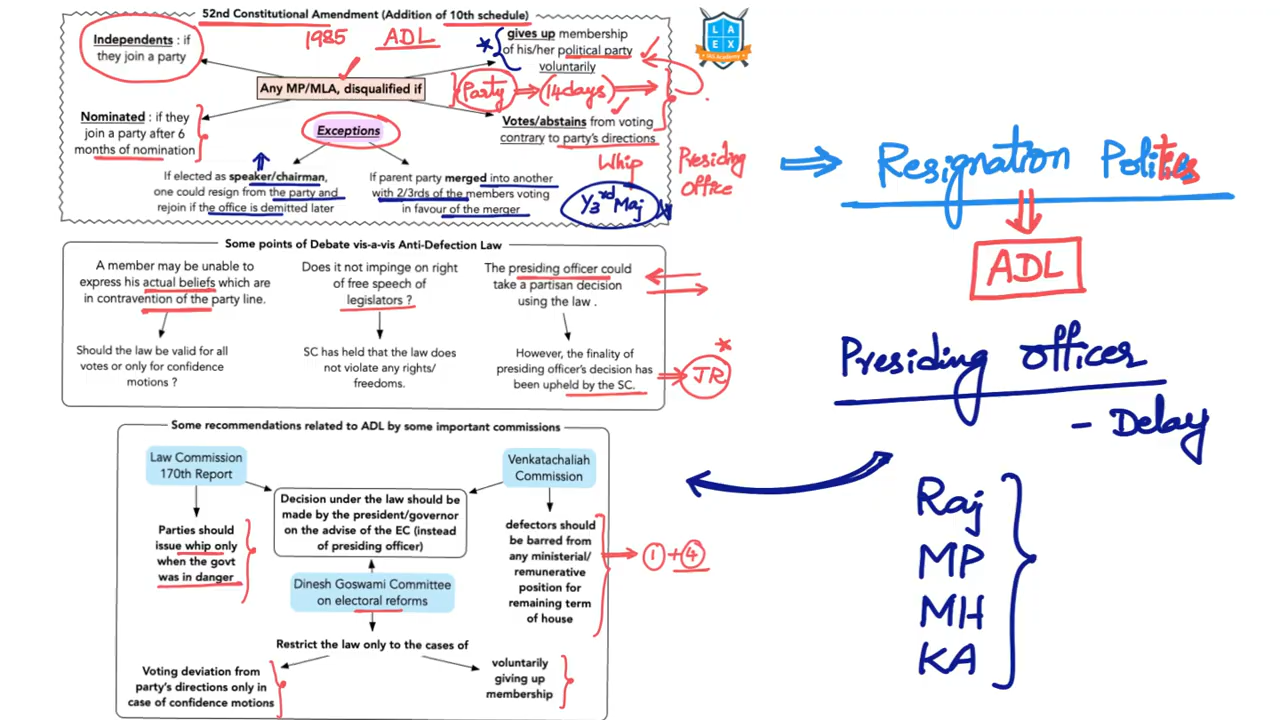 52nd Constitutional Amendment (Addition of 10th schedule)
1985 ADL
Independents : if
they join a party
gives up membership
of his/her political party
voluntarily
*
Any MP/MLA, disqualified if
Party ⇒ (14 days)
Nominated : if they
join a party after 6
months of nomination
Exceptions
Votes/abstains from voting
contrary to party's directions
Whip
Presiding
Office
If elected as speaker/chairman,
one could resign from the party and
rejoin if the office is demitted later
If parent party merged into another
with 2/3rds of the members voting
in favour of the merger
Y3rd Maj
LAEX
IAS Academy
Some points of Debate vis-a-vis Anti-Defection Law
A member may be unable to
express his actual beliefs which are
in contravention of the party line.
Does it not impinge on right
of free speech of
legislators ?
The presiding officer could
take a partisan decision
using the law .
Should the law be valid for all
votes or only for confidence
motions ?
SC has held that the law does
not violate any rights/
freedoms.
However, the finality of
presiding officer's decision has
been upheld by the SC.
JR
*
Some recommendations related to ADL by some important commissions
Law Commission
170th Report
Venkatachaliah
Commission
Decision under the law should be
made by the president/governor
on the advise of the EC (instead
of presiding officer)
Parties should
issue whip only
when the govt
was in danger
defectors should
be barred from
any ministerial/
remunerative
position for
remaining term
of house
1 + 4
Dinesh Goswami Committee
on electoral reforms
Restrict the law only to the cases of
Voting deviation from
party's directions only in
case of confidence motions
voluntarily
giving up
membership
⇒ Resignation Politics
ADL
Presiding Officer
- Delay
Raj
MP
MH
KA